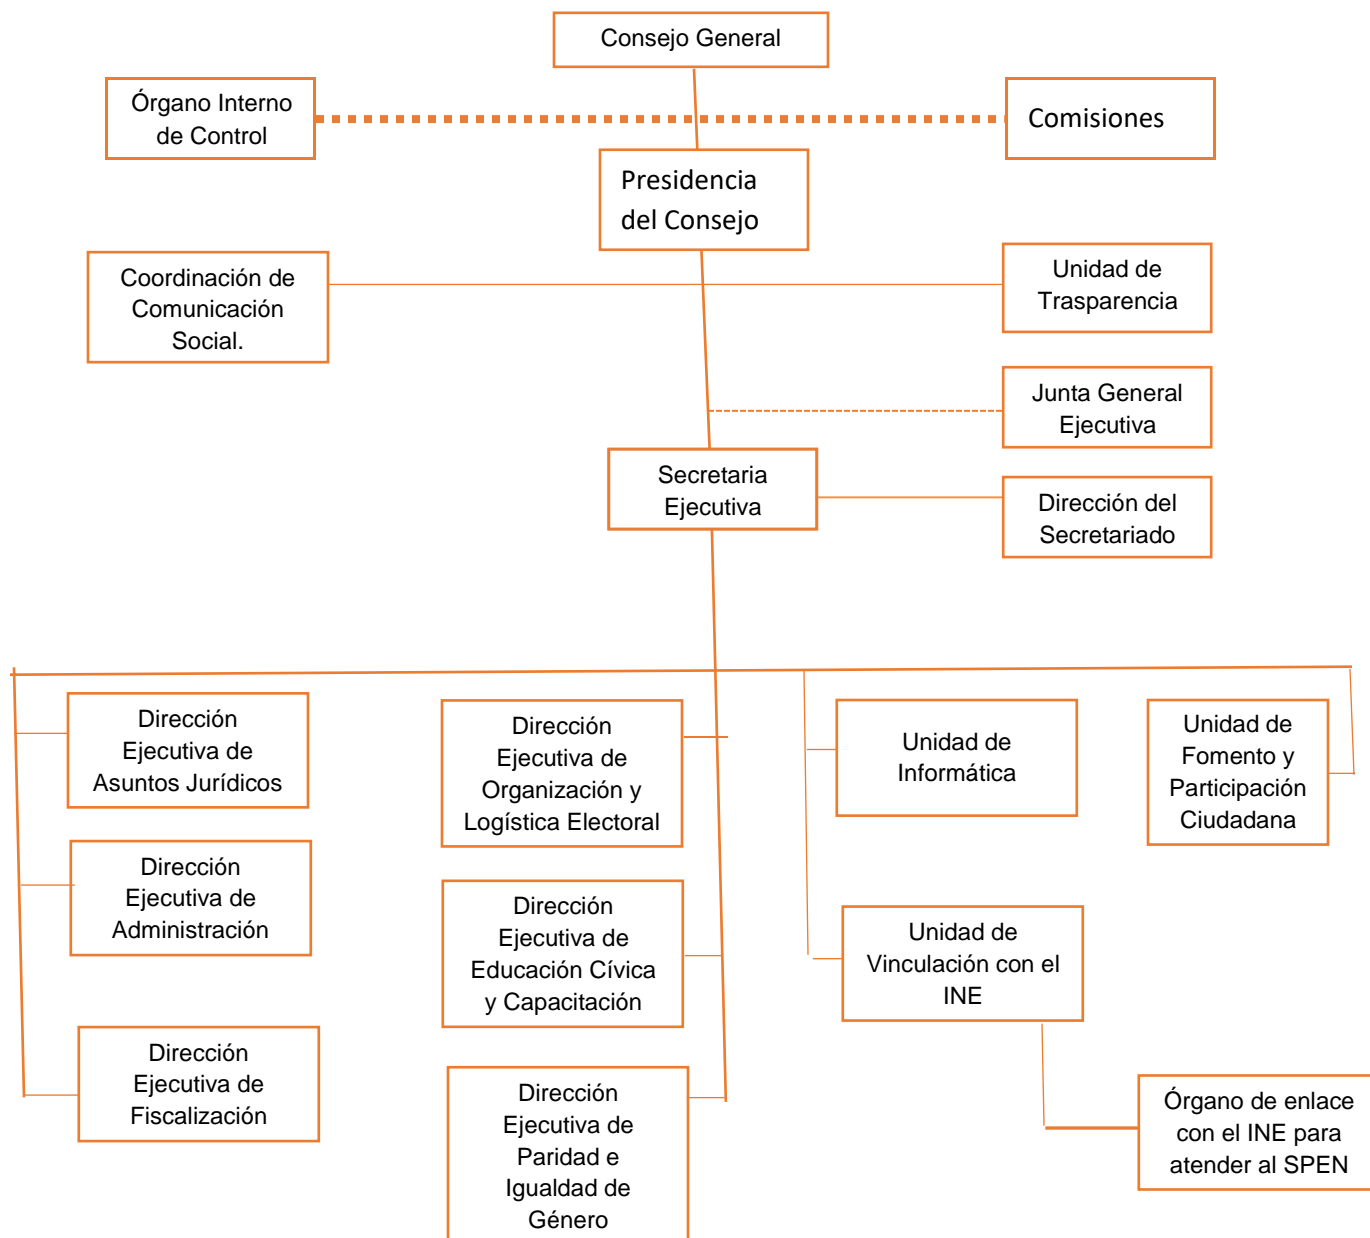 Consejo General
Órgano Interno
de Control
Comisiones
Presidencia
del Consejo
Coordinación de
Comunicación
Social.
Unidad de
Trasparencia
Junta General
Ejecutiva
Secretaria
Ejecutiva
Dirección del
Secretariado
Dirección
Ejecutiva de
Asuntos Jurídicos
Dirección
Ejecutiva de
Organización y
Logística Electoral
Unidad de
Informática
Unidad de
Fomento y
Participación
Ciudadana
Dirección
Ejecutiva de
Administración
Dirección
Ejecutiva de
Educación Cívica
y Capacitación
Unidad de
Vinculación con el
INE
Dirección
Ejecutiva de
Fiscalización
Dirección
Ejecutiva de
Paridad e
Igualdad de
Género
Órgano de enlace
con el INE para
atender al SPEN